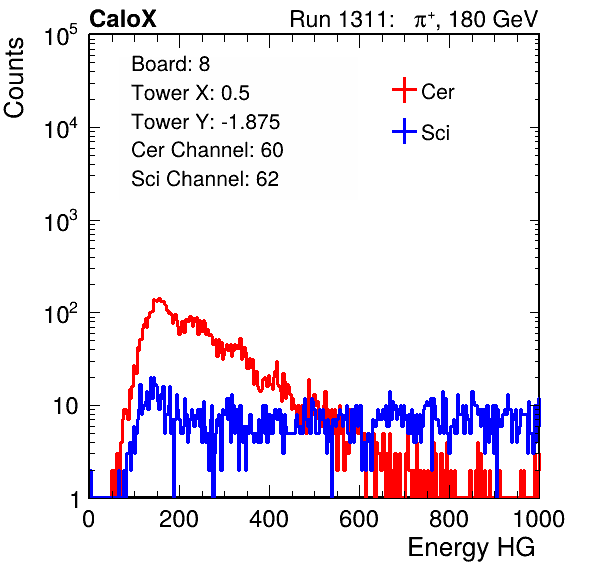 CaloX Run 1311: π⁺, 180 GeV
Counts
Board: 8
Tower X: 0.5
Tower Y: -1.875
Cer Channel: 60
Sci Channel: 62
Cer
Sci
10⁵
10⁴
10³
10²
10
1
0 200 400 600 800 1000
Energy HG